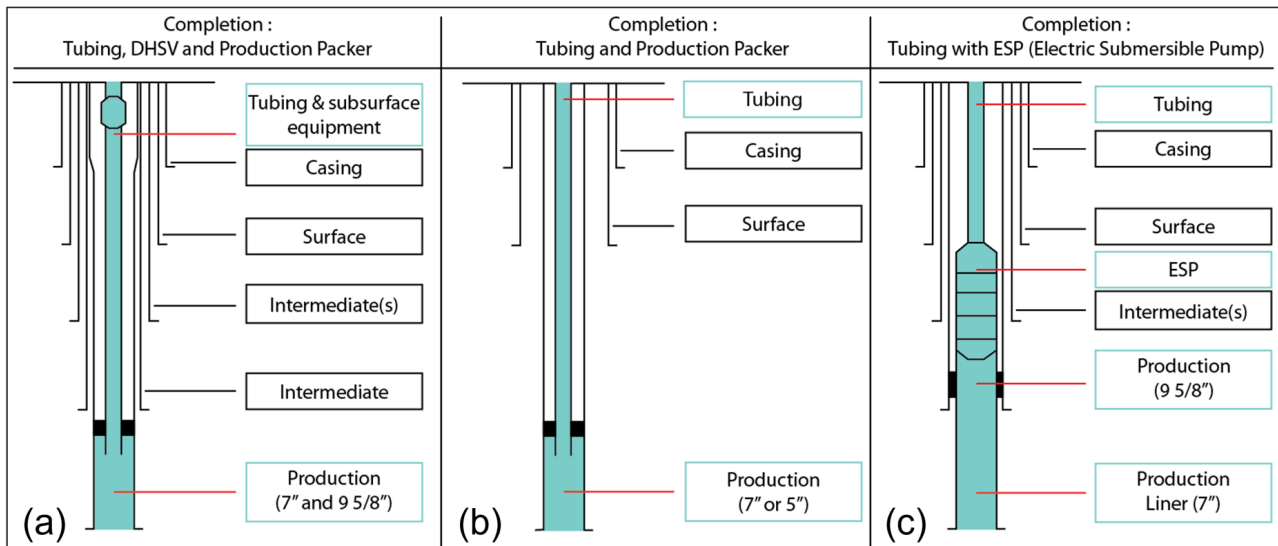 Completion :
Tubing, DHSV and Production Packer
Tubing & subsurface
equipment
Casing
Surface
Intermediate(s)
Intermediate
Production
(7” and 9 5/8”)
(a)
Completion :
Tubing and Production Packer
Tubing
Casing
Surface
Production
(7” or 5”)
(b)
Completion :
Tubing with ESP (Electric Submersible Pump)
Tubing
Casing
Surface
ESP
Intermediate(s)
Production
(9 5/8”)
Production
Liner (7”)
(c)